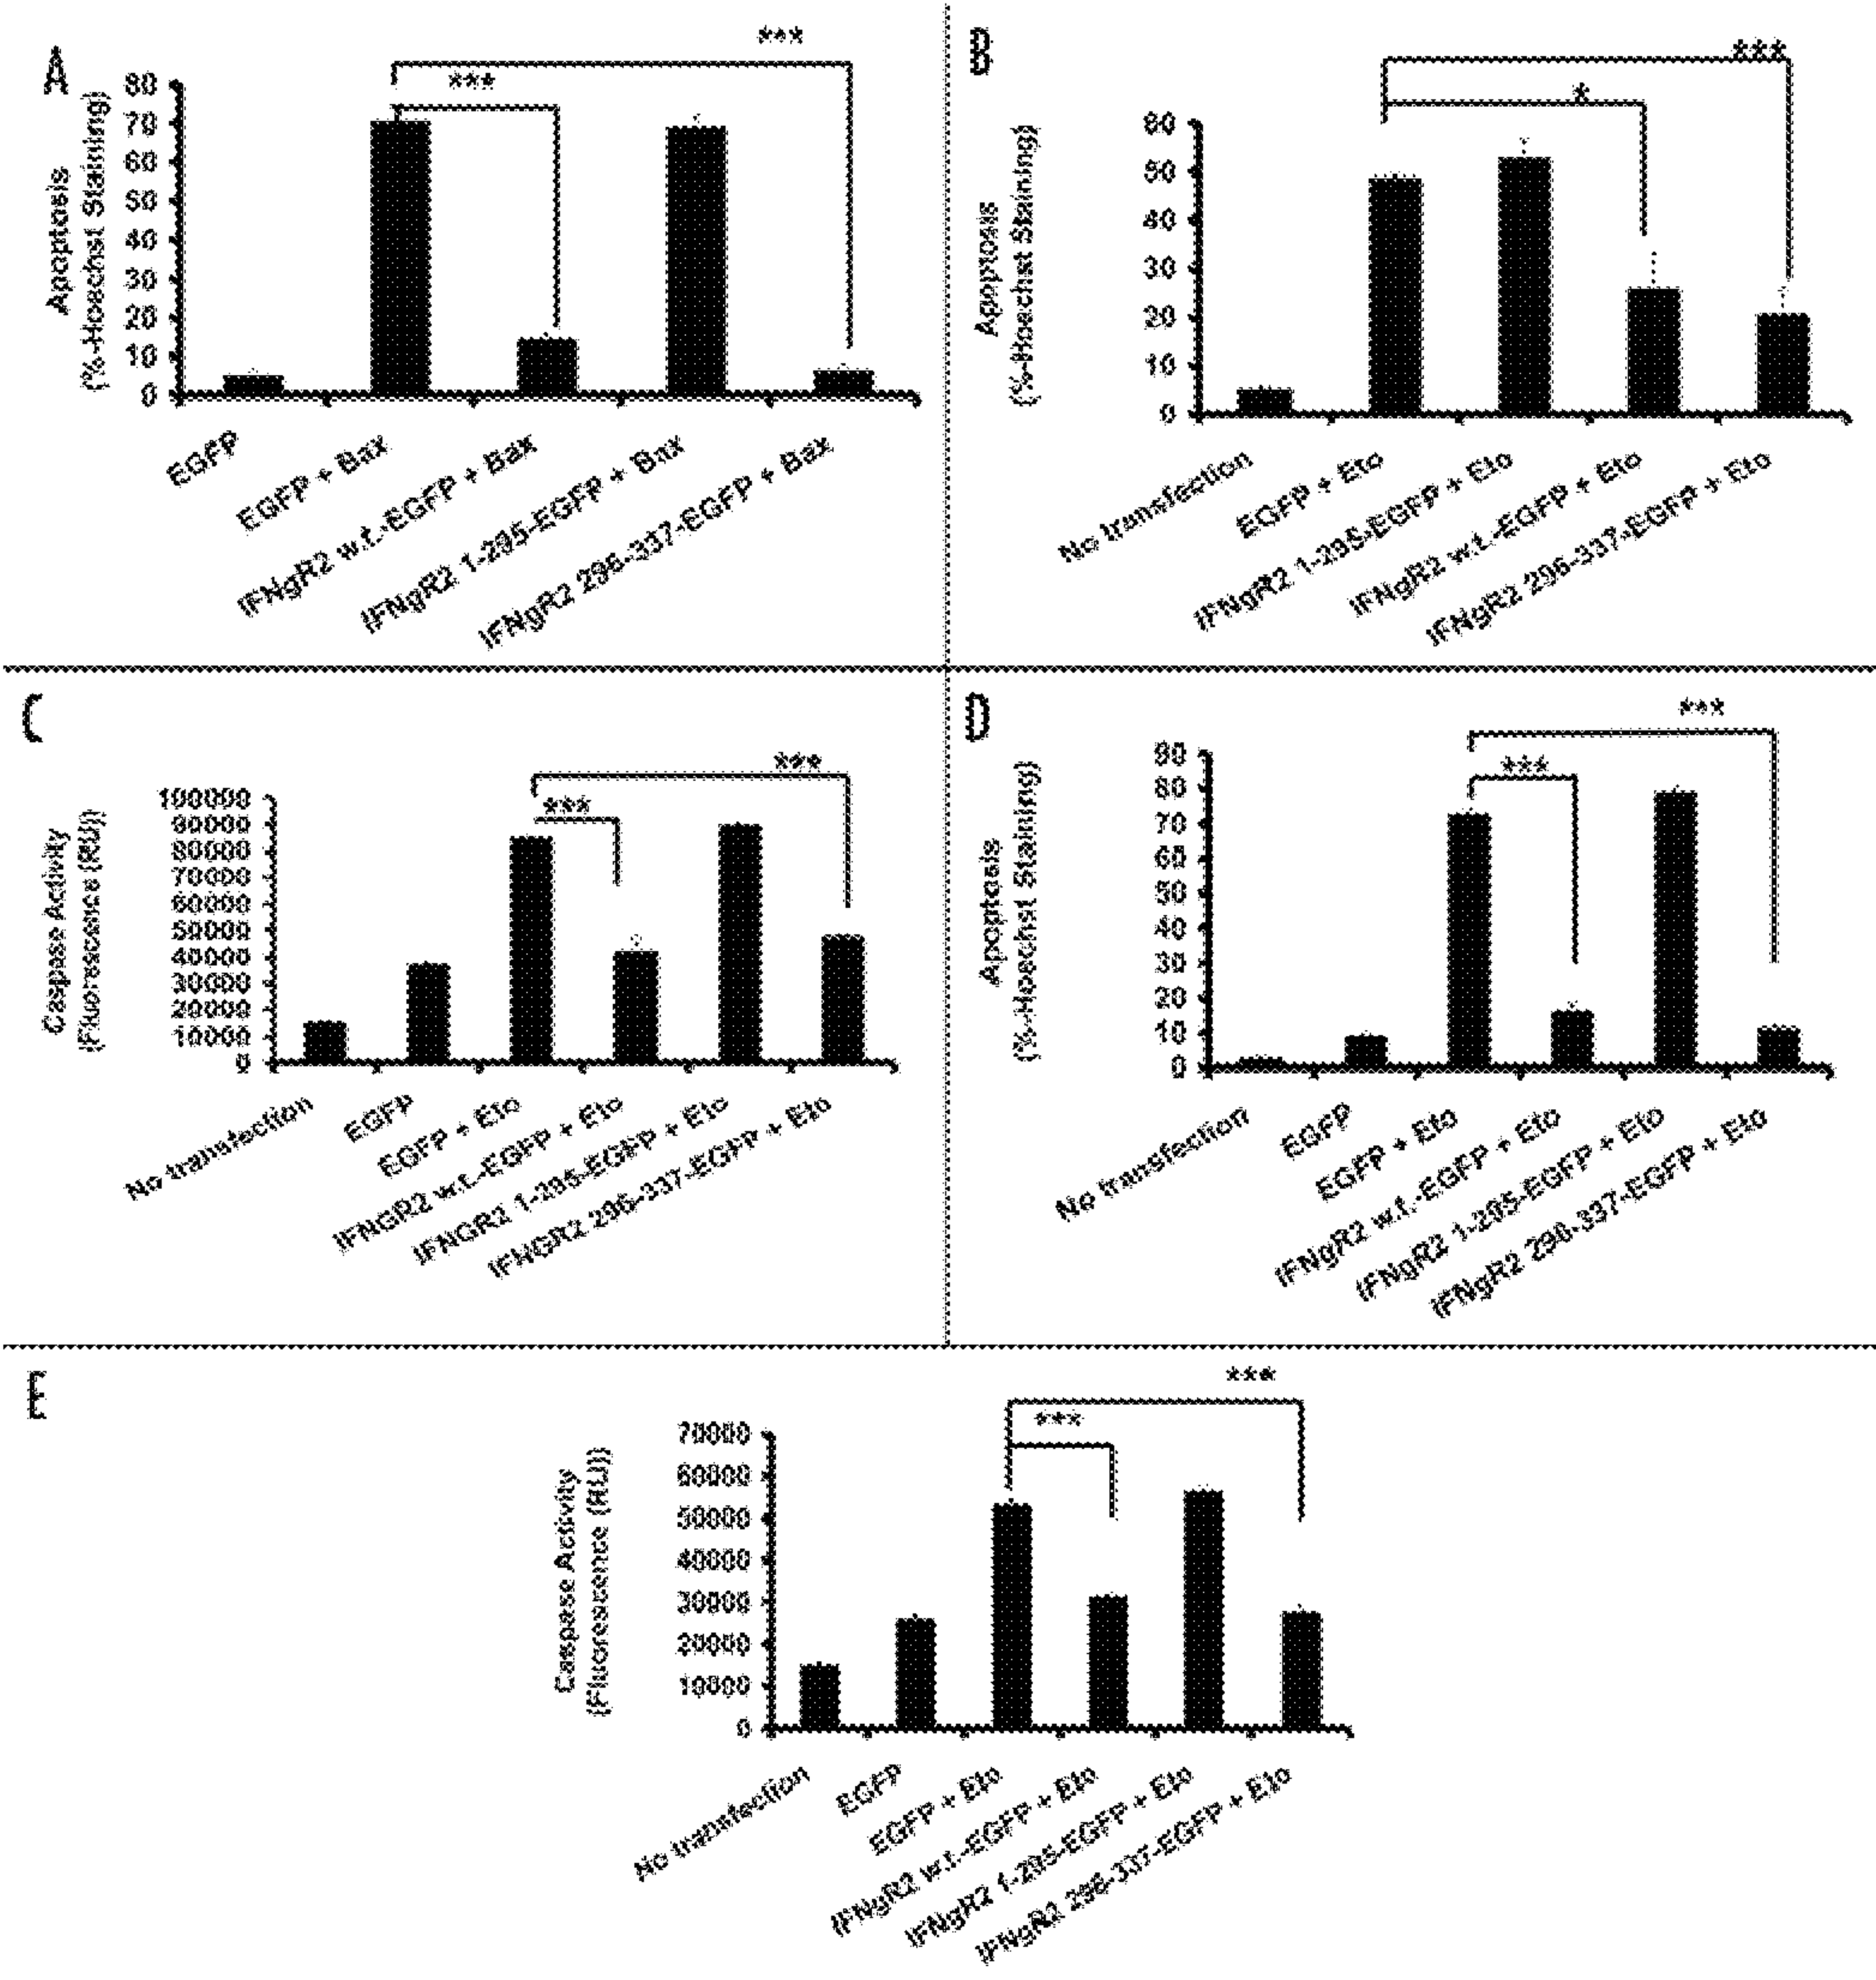 A
***
***
Apoptosis
(%-Hoechst Staining)
80
70
60
50
40
30
20
10
0
EGFP
EGFP + Bax
IFNgR2 w.t.-EGFP + Bax
IFNgR2 1-295-EGFP + Bax
IFNgR2 296-337-EGFP + Bax
B
***
*
Apoptosis
(%-Hoechst Staining)
60
50
40
30
20
10
0
No transfection
EGFP + Eto
IFNgR2 1-295-EGFP + Eto
IFNgR2 w.t.-EGFP + Eto
IFNgR2 296-337-EGFP + Eto
C
***
***
Caspase Activity
(Fluorescence (RU))
100000
90000
80000
70000
60000
50000
40000
30000
20000
10000
0
No transfection
EGFP
EGFP + Eto
IFNGR2 w.t.-EGFP + Eto
IFNGR2 1-295-EGFP + Eto
IFNGR2 296-337-EGFP + Eto
D
***
***
Apoptosis
(%-Hoechst Staining)
90
80
70
60
50
40
30
20
10
0
No transfection
EGFP
EGFP + Eto
IFNgR2 w.t.-EGFP + Eto
IFNgR2 1-295-EGFP + Eto
IFNgR2 296-337-EGFP + Eto
E
***
***
Caspase Activity
(Fluorescence (RU))
70000
60000
50000
40000
30000
20000
10000
0
No transfection
EGFP
EGFP + Eto
IFNgR2 w.t.-EGFP + Eto
IFNgR2 1-295-EGFP + Eto
IFNgR2 296-337-EGFP + Eto